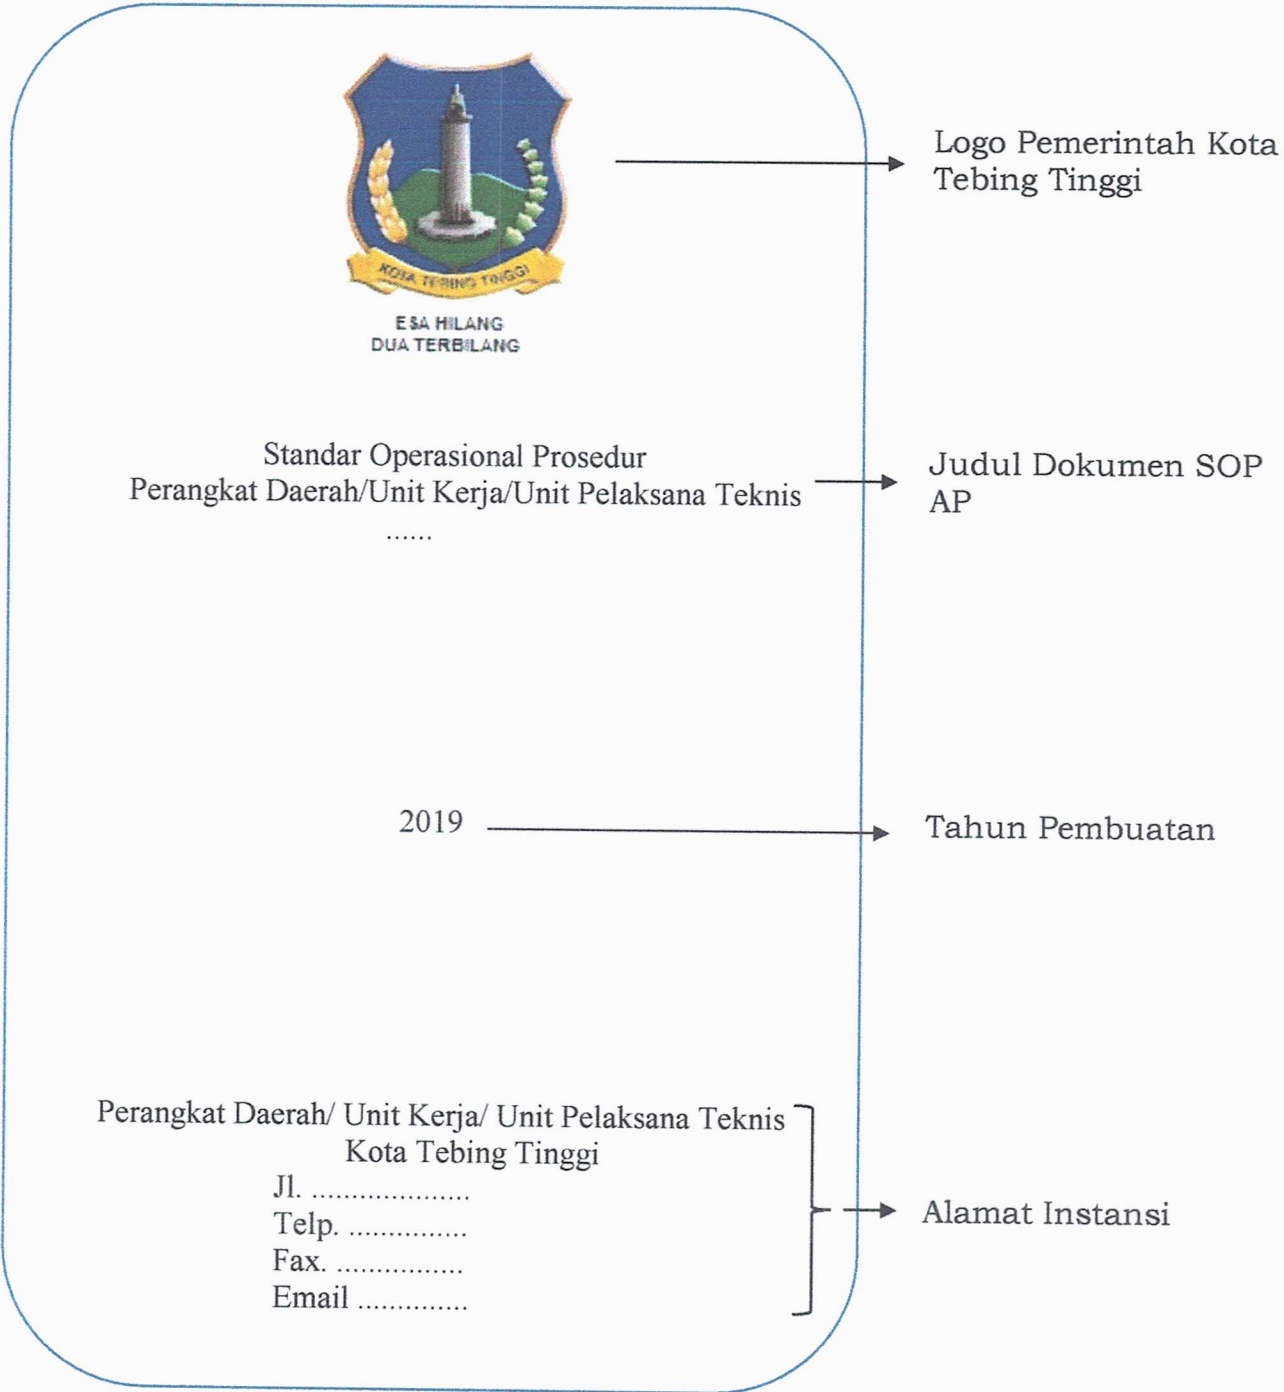 KOTA TEBING TINGGI
ESA HILANG
DUA TERBILANG
Logo Pemerintah Kota
Tebing Tinggi
Standar Operasional Prosedur
Perangkat Daerah/Unit Kerja/Unit Pelaksana Teknis
......
Judul Dokumen SOP
AP
2019
Tahun Pembuatan
Perangkat Daerah/ Unit Kerja/ Unit Pelaksana Teknis
Kota Tebing Tinggi
Jl. ....................
Telp. ...............
Fax. ................
Email ..............
Alamat Instansi